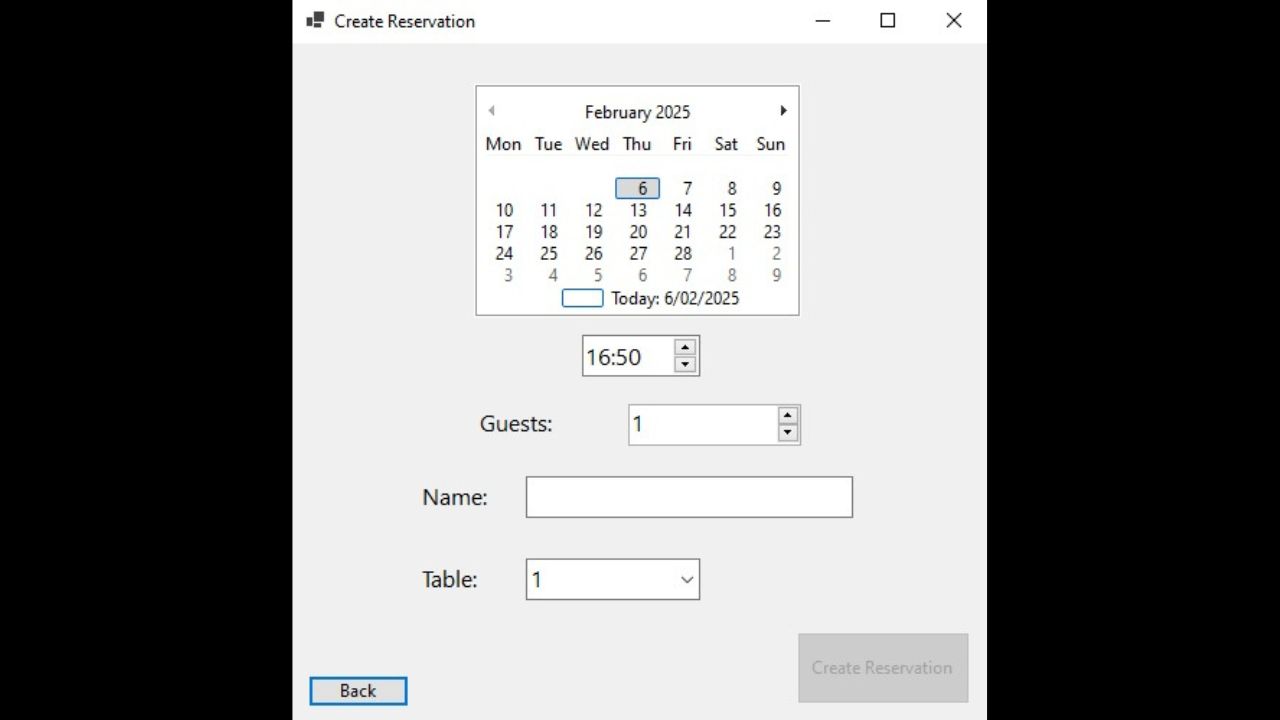 Create Reservation
February 2025
Mon Tue Wed Thu Fri Sat Sun
6 7 8 9
10 11 12 13 14 15 16
17 18 19 20 21 22 23
24 25 26 27 28 1 2
3 4 5 6 7 8 9
Today: 6/02/2025
16:50
Guests: 1
Name:
Table: 1
Create Reservation
Back